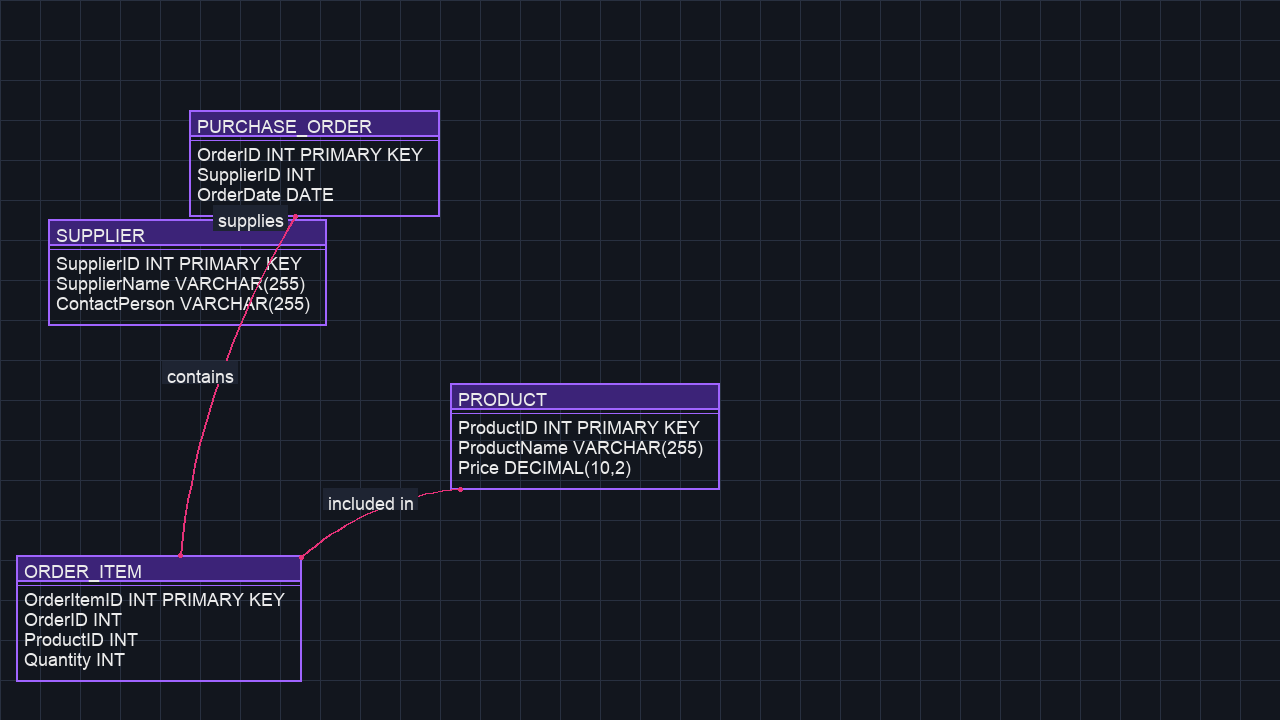 PURCHASE_ORDER
OrderID INT PRIMARY KEY
SupplierID INT
OrderDate DATE
supplies
SUPPLIER
SupplierID INT PRIMARY KEY
SupplierName VARCHAR(255)
ContactPerson VARCHAR(255)
contains
PRODUCT
ProductID INT PRIMARY KEY
ProductName VARCHAR(255)
Price DECIMAL(10,2)
included in
ORDER_ITEM
OrderItemID INT PRIMARY KEY
OrderID INT
ProductID INT
Quantity INT